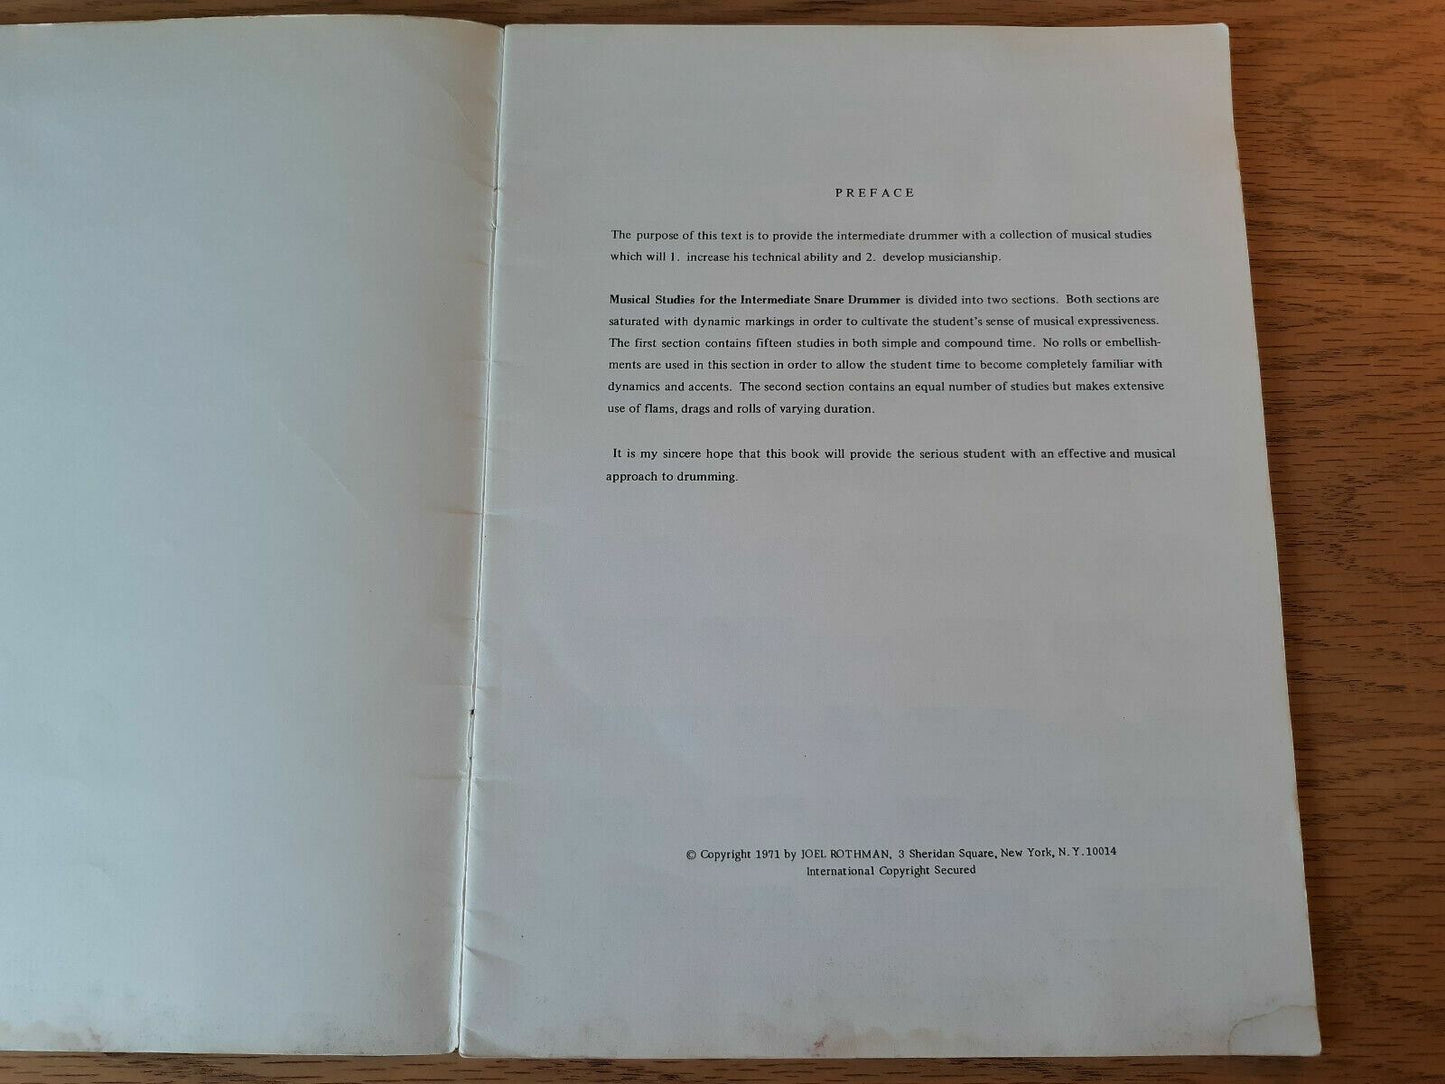 PREFACE
The purpose of this text is to provide the intermediate drummer with a collection of musical studies
which will 1. increase his technical ability and 2. develop musicianship.
Musical Studies for the Intermediate Snare Drummer is divided into two sections. Both sections are
saturated with dynamic markings in order to cultivate the student's sense of musical expressiveness.
The first section contains fifteen studies in both simple and compound time. No rolls or embellish-
ments are used in this section in order to allow the student time to become completely familiar with
dynamics and accents. The second section contains an equal number of studies but makes extensive
use of flams, drags and rolls of varying duration.
It is my sincere hope that this book will provide the serious student with an effective and musical
approach to drumming.
© Copyright 1971 by JOEL ROTHMAN, 3 Sheridan Square, New York, N.Y.10014
International Copyright Secured